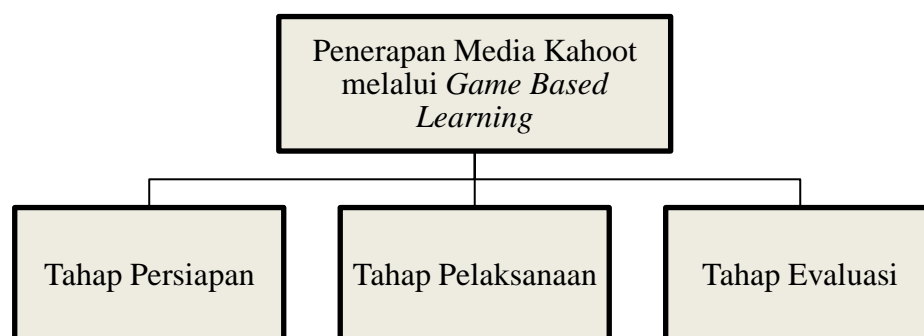 Penerapan Media Kahoot
melalui Game Based
Learning
Tahap Persiapan
Tahap Pelaksanaan
Tahap Evaluasi